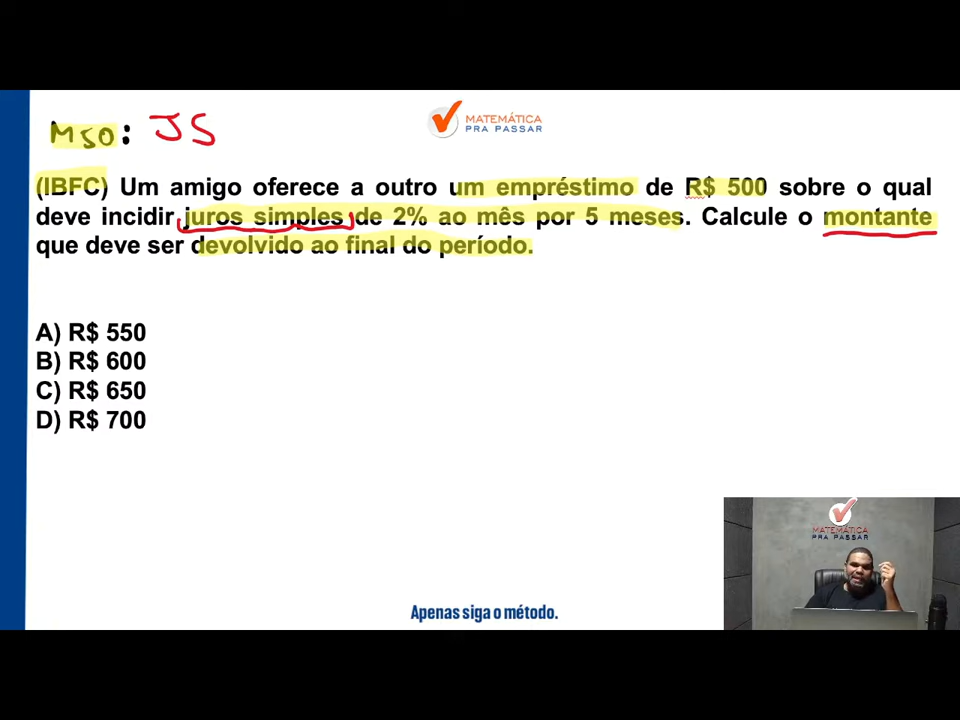 M50: JS
MATEMÁTICA
PRA PASSAR
(IBFC) Um amigo oferece a outro um empréstimo de R$ 500 sobre o qual
deve incidir juros simples de 2% ao mês por 5 meses. Calcule o montante
que deve ser devolvido ao final do período.
A) R$ 550
B) R$ 600
C) R$ 650
D) R$ 700
MATEMÁTICA
PRA PASSAR
Apenas siga o método.